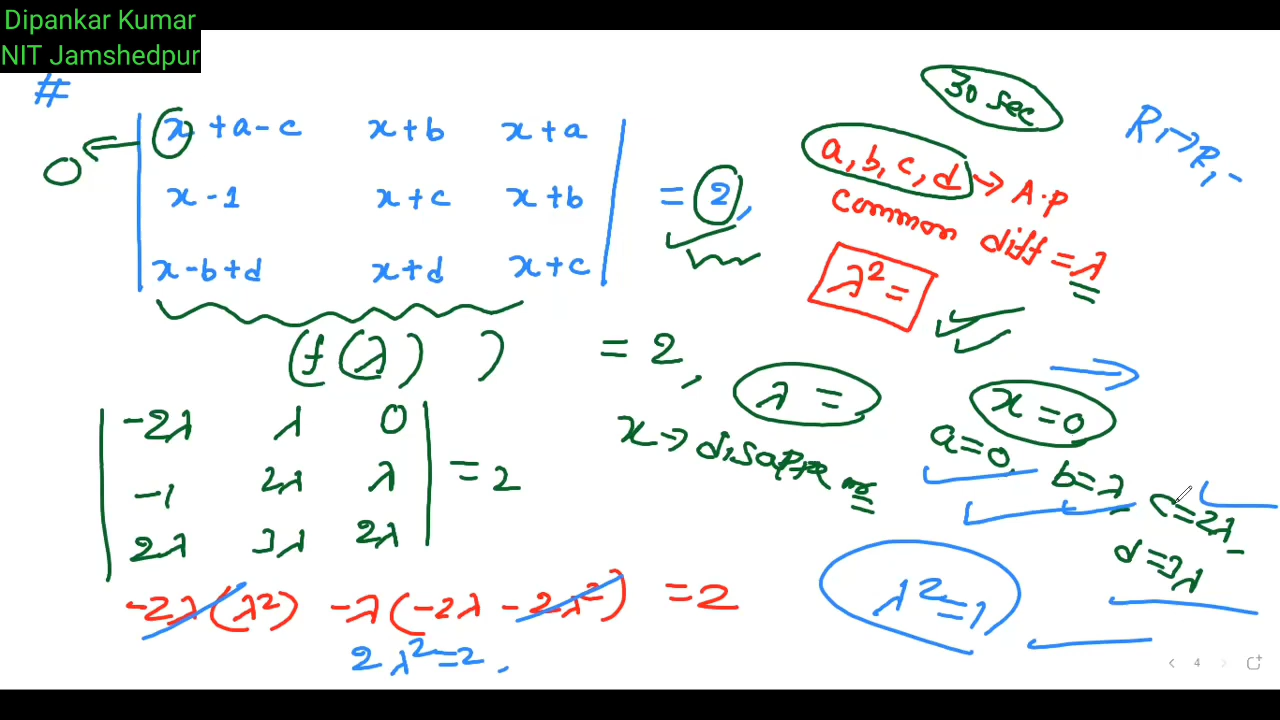 Dipankar Kumar
NIT Jamshedpur
#
30 sec
x + a - c x + b x + a
0
x - 1 x + c x + b = 2,
x - b + d x + d x + c
a, b, c, d → A.P
common diff = λ
λ² =
R₁ → R₁ -
(f(λ) ) = 2,
λ =
x = 0
x →
a = 0, b = λ
c = 2λ
d = 3λ
-2λ λ 0
-1 2λ λ = 2
2λ 3λ 2λ
-2λ(λ²) -λ(-2λ - 2λ²) = 2
2λ² = 2,
λ² = 1
4